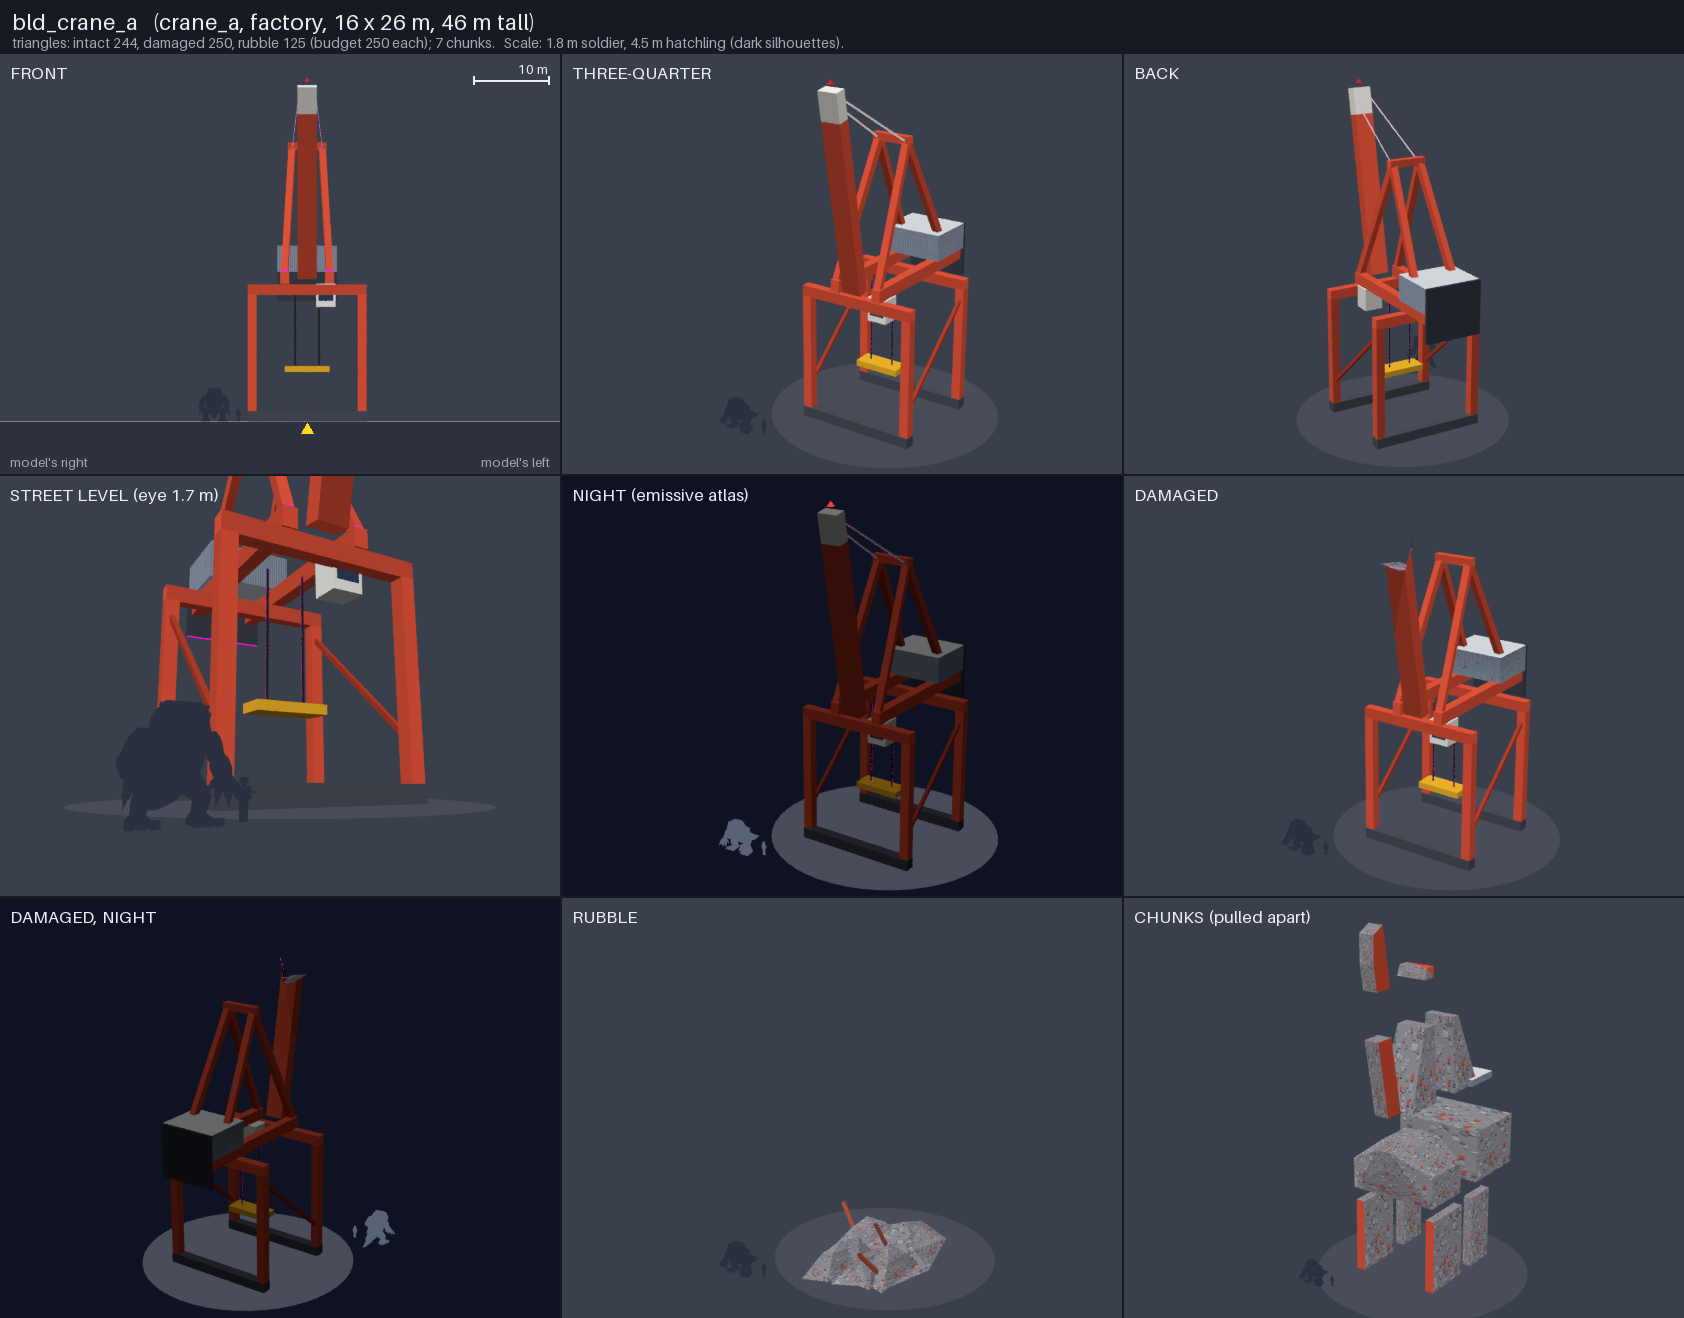 bld_crane_a (crane_a, factory, 16 x 26 m, 46 m tall)
triangles: intact 244, damaged 250, rubble 125 (budget 250 each); 7 chunks. Scale: 1.8 m soldier, 4.5 m hatchling (dark silhouettes).
FRONT
10 m
model's right
model's left
THREE-QUARTER
BACK
STREET LEVEL (eye 1.7 m)
NIGHT (emissive atlas)
DAMAGED
DAMAGED, NIGHT
RUBBLE
CHUNKS (pulled apart)